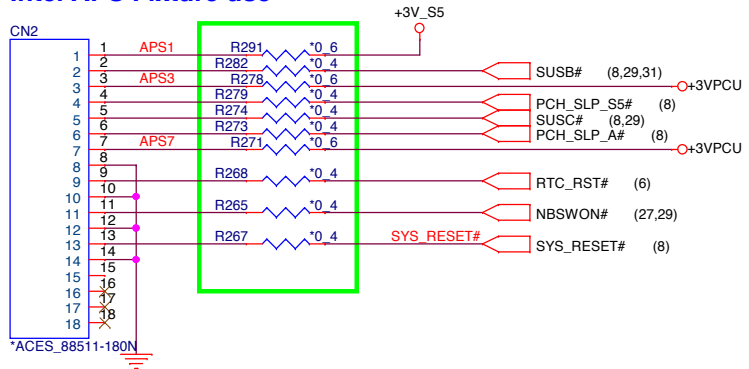 +3V_S5
CN2
1 1 APS1 R291 *0_6
2 2 R282 *0_4 SUSB# (8,29,31)
3 3 APS3 R278 *0_6 +3VPCU
4 4 R279 *0_4 PCH_SLP_S5# (8)
5 5 R274 *0_4 SUSC# (8,29)
6 6 R273 *0_4 PCH_SLP_A# (8)
7 7 APS7 R271 *0_6 +3VPCU
8 8
9 9 R268 *0_4 RTC_RST# (6)
10 10
11 11 R265 *0_4 NBSWON# (27,29)
12 12
13 13 R267 *0_4 SYS_RESET# SYS_RESET# (8)
14 14
15 15
16 16
17 17
18 18
*ACES_88511-180N